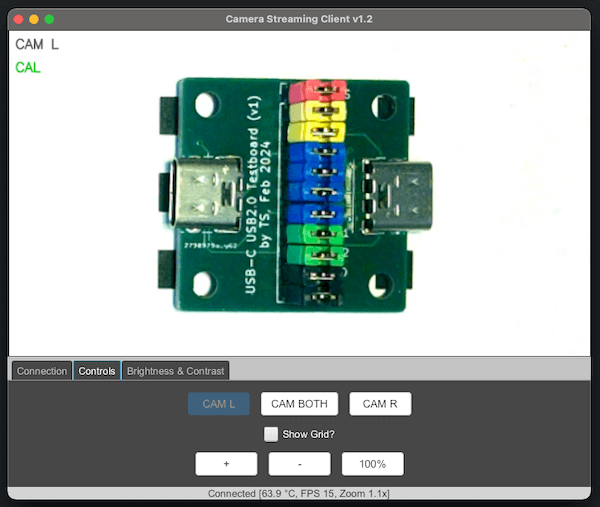 Camera Streaming Client v1.2
CAM L
CAL
USB-C USB2.0 Testboard (v1)
by TS, Feb 2024
Connection Controls Brightness & Contrast
CAM L CAM BOTH CAM R
Show Grid?
+ - 100%
Connected [63.9 °C, FPS 15, Zoom 1.1x]